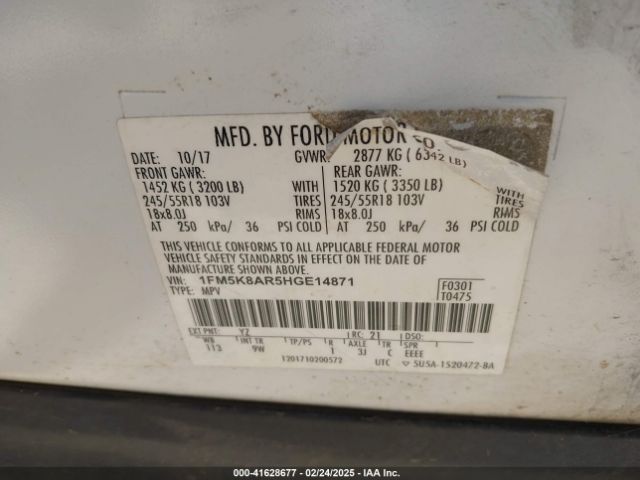 MFD. BY FORD MOTOR CO.
DATE: 10/17 GVWR: 2877 KG ( 6342 LB)
FRONT GAWR: REAR GAWR:
1452 KG ( 3200 LB) WITH 1520 KG ( 3350 LB) WITH
245/55R18 103V TIRES 245/55R18 103V TIRES
18x8.0J RIMS 18x8.0J RIMS
AT 250 kPa/ 36 PSI COLD AT 250 kPa/ 36 PSI COLD
THIS VEHICLE CONFORMS TO ALL APPLICABLE FEDERAL MOTOR
VEHICLE SAFETY STANDARDS IN EFFECT ON THE DATE OF
MANUFACTURE SHOWN ABOVE.
VIN: 1FM5K8AR5HGE14871 F0301
TYPE: MPV T0475
EXT PNT: YZ RC: 21 DSO:
WB INT TR TP/PS R AXLE TR SPR
113 9W 1 3J C EEEE
1201710200572 UTC 5U5A-1520472-BA
000-41628677 - 02/24/2025 - IAA Inc.